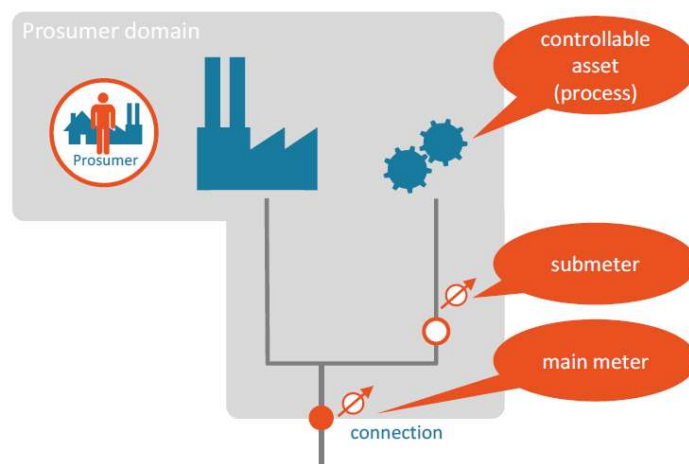 Prosumer domain
controllable
asset
(process)
Prosumer
submeter
main meter
connection